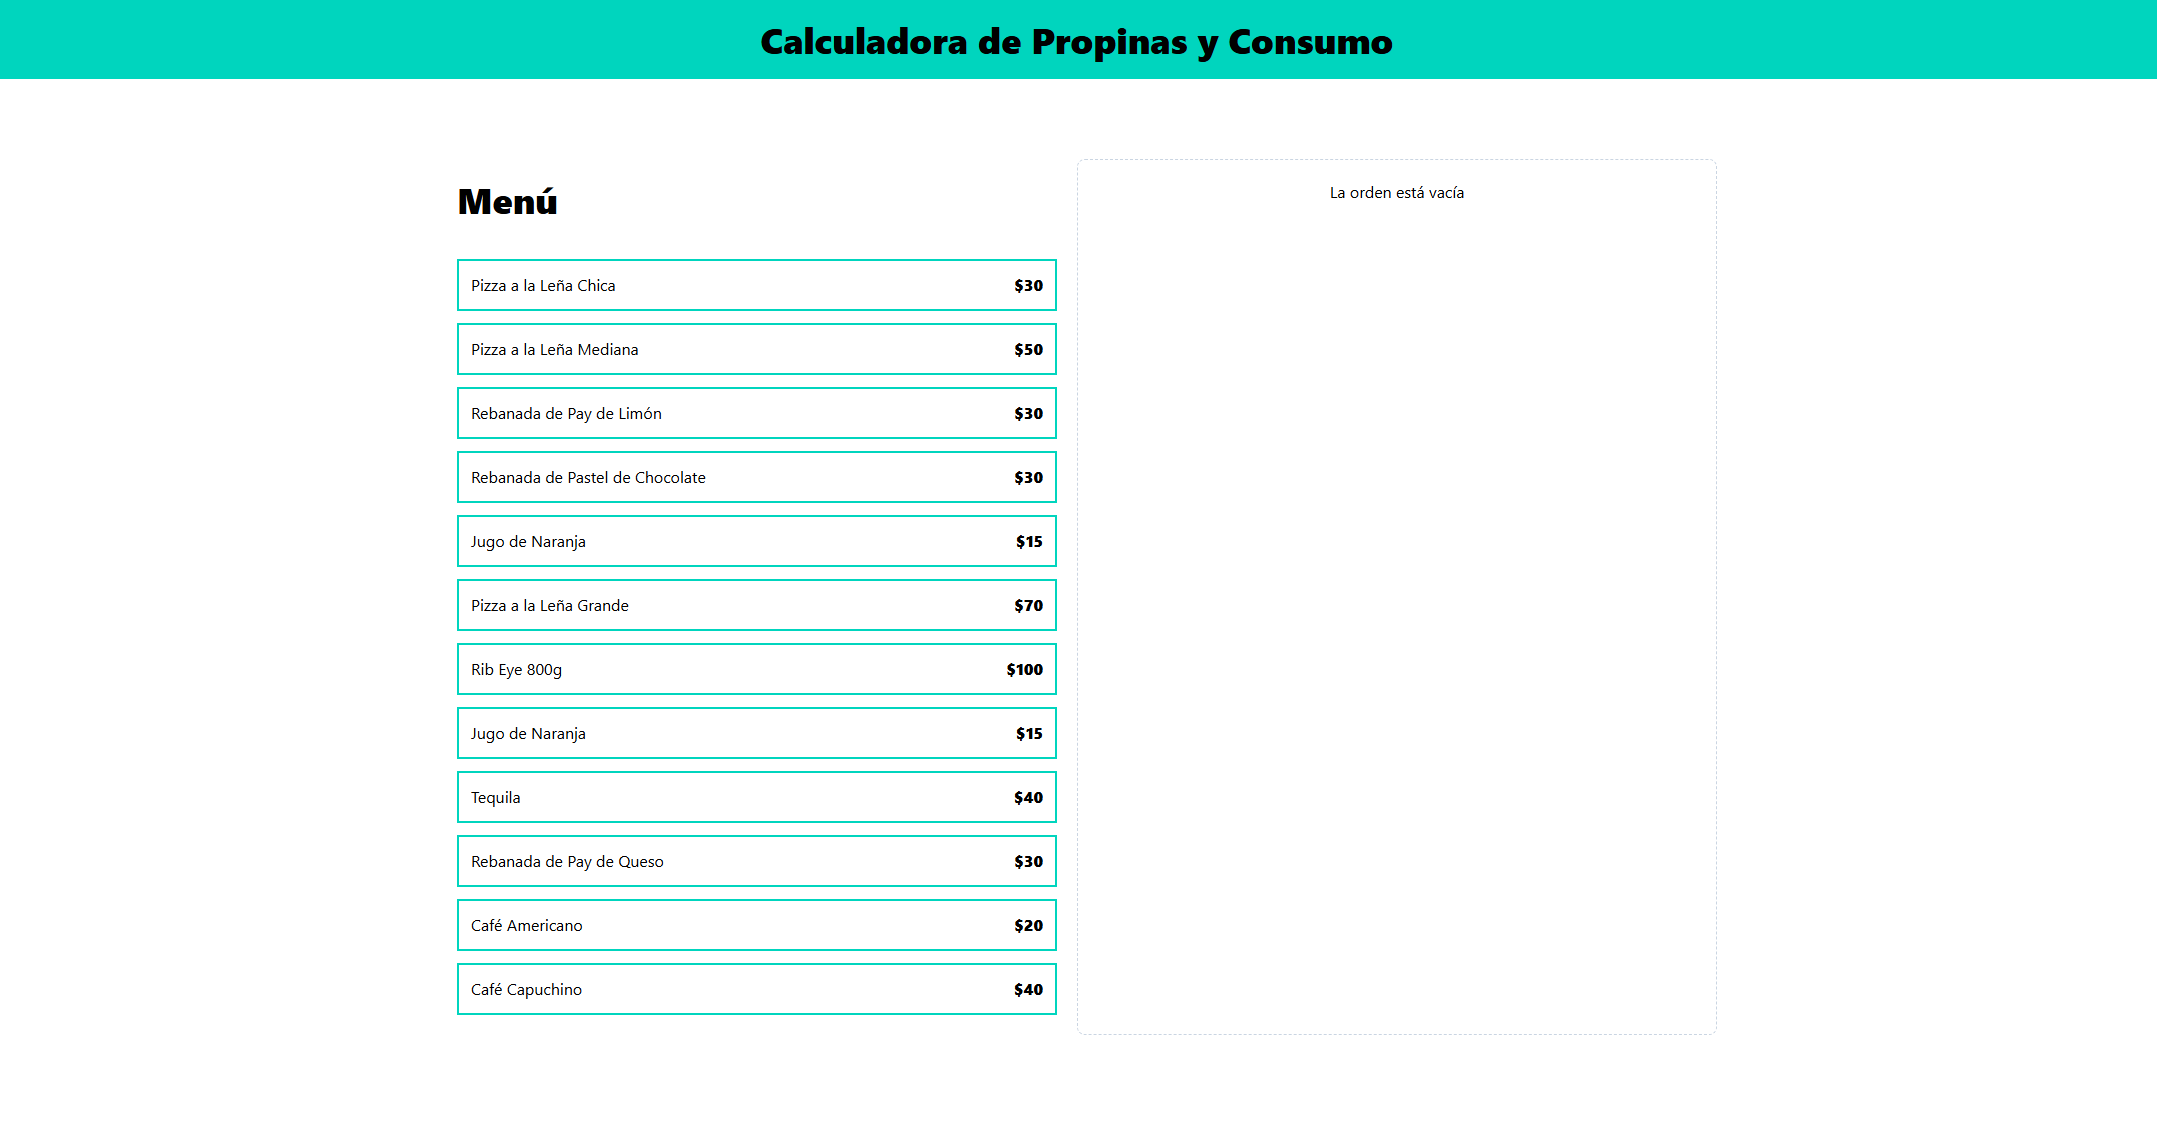 Calculadora de Propinas y Consumo
Menú
Pizza a la Leña Chica $30
Pizza a la Leña Mediana $50
Rebanada de Pay de Limón $30
Rebanada de Pastel de Chocolate $30
Jugo de Naranja $15
Pizza a la Leña Grande $70
Rib Eye 800g $100
Jugo de Naranja $15
Tequila $40
Rebanada de Pay de Queso $30
Café Americano $20
Café Capuchino $40
La orden está vacía